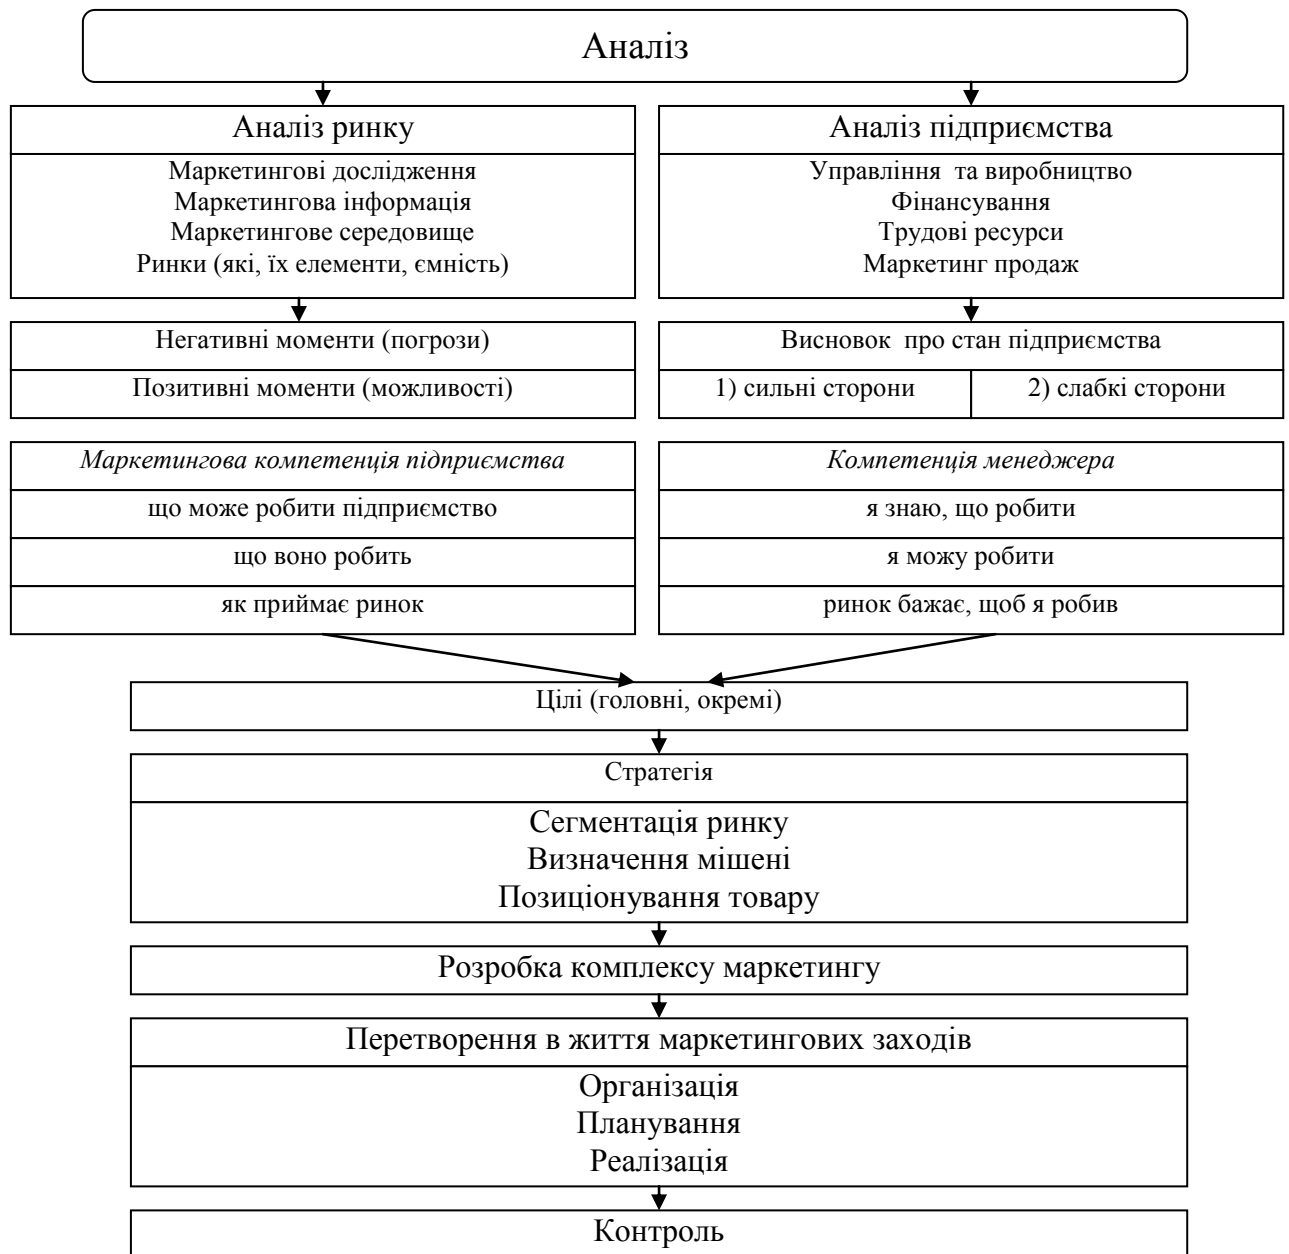 Аналіз
Аналіз ринку
Маркетингові дослідження
Маркетингова інформація
Маркетингове середовище
Ринки (які, їх елементи, ємність)
Аналіз підприємства
Управління та виробництво
Фінансування
Трудові ресурси
Маркетинг продаж
Негативні моменти (погрози)
Позитивні моменти (можливості)
Висновок про стан підприємства
1) сильні сторони
2) слабкі сторони
Маркетингова компетенція підприємства
що може робити підприємство
що воно робить
як приймає ринок
Компетенція менеджера
я знаю, що робити
я можу робити
ринок бажає, щоб я робив
Цілі (головні, окремі)
Стратегія
Сегментація ринку
Визначення мішені
Позиціонування товару
Розробка комплексу маркетингу
Перетворення в життя маркетингових заходів
Організація
Планування
Реалізація
Контроль